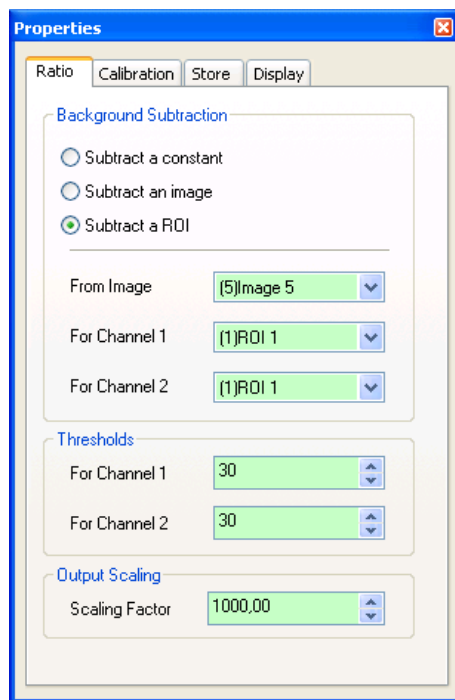 Properties
Ratio Calibration Store Display
Background Subtraction
Subtract a constant
Subtract an image
Subtract a ROI
From Image (5)Image 5
For Channel 1 (1)ROI 1
For Channel 2 (1)ROI 1
Thresholds
For Channel 1 30
For Channel 2 30
Output Scaling
Scaling Factor 1000,00